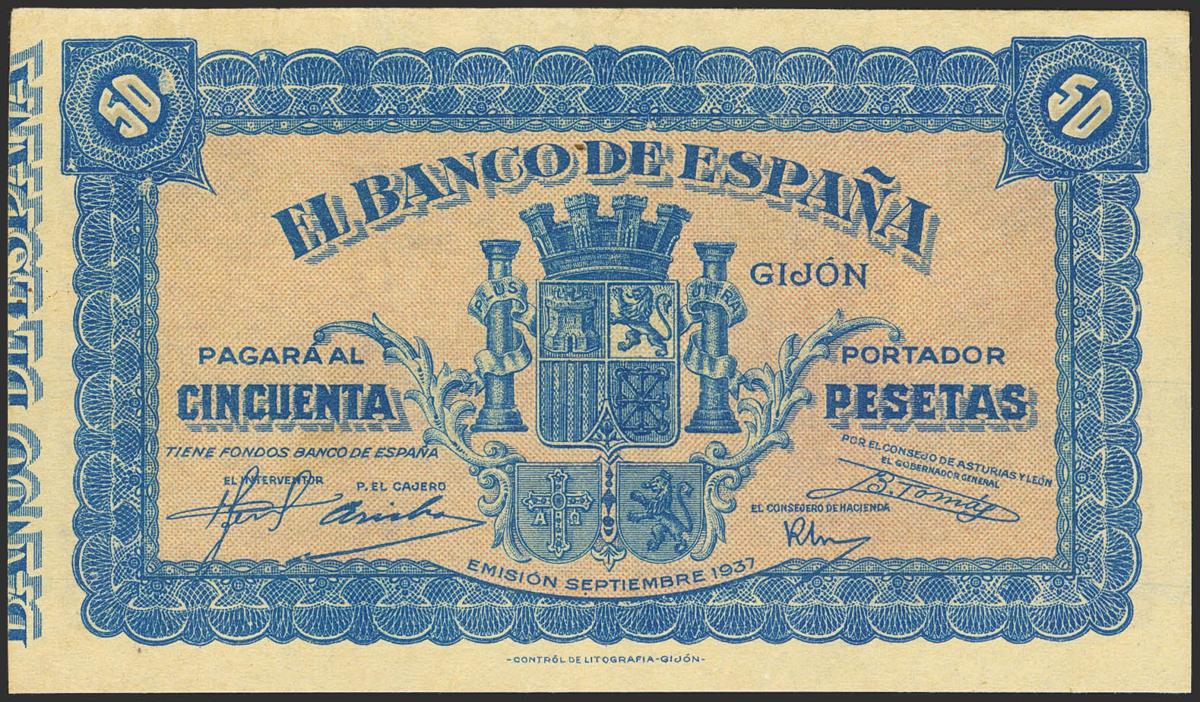 BANCO DE ESPAÑA
50
50
EL BANCO DE ESPAÑA
GIJÓN
PLUS
PAGARÁ AL
PORTADOR
CINCUENTA
PESETAS
TIENE FONDOS BANCO DE ESPAÑA
POR EL CONSEJO DE ASTURIAS Y LEÓN
EL GOBERNADOR GENERAL
EL INTERVENTOR
P. EL CAJERO
B. Tomás
EL CONSEJERO DE HACIENDA
A Ω
EMISIÓN SEPTIEMBRE 1937
-CONTRÓL DE LITOGRAFIA-GIJÓN-